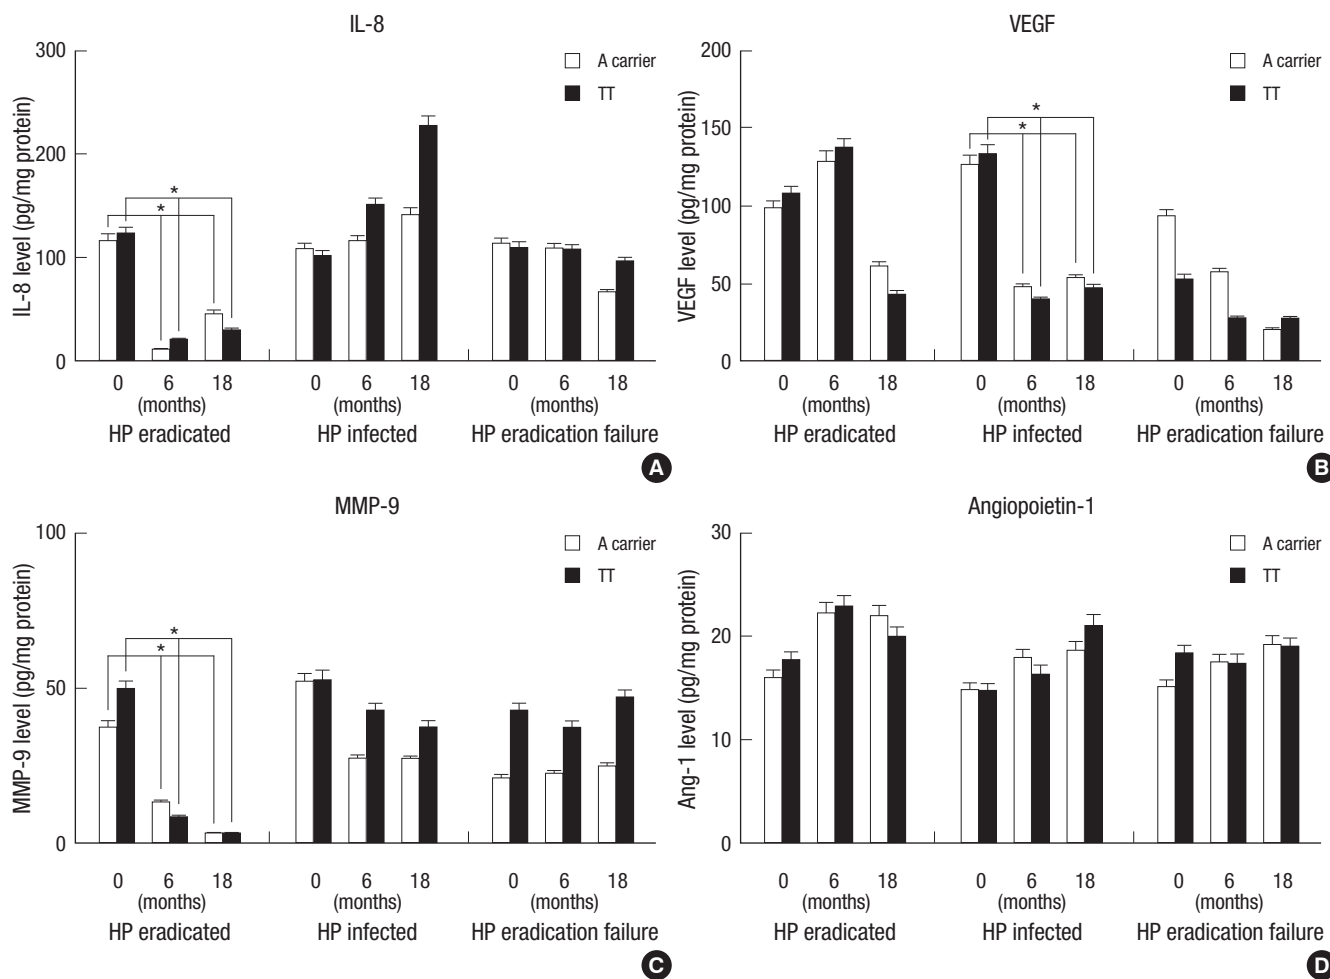 IL-8
300
200
100
0
IL-8 level (pg/mg protein)
A carrier
TT
*
*
0 6 18 0 6 18 0 6 18
(months) (months) (months)
HP eradicated HP infected HP eradication failure
A
VEGF
200
150
100
50
0
VEGF level (pg/mg protein)
A carrier
TT
*
*
0 6 18 0 6 18 0 6 18
(months) (months) (months)
HP eradicated HP infected HP eradication failure
B
MMP-9
100
50
0
MMP-9 level (pg/mg protein)
A carrier
TT
*
*
0 6 18 0 6 18 0 6 18
(months) (months) (months)
HP eradicated HP infected HP eradication failure
C
Angiopoietin-1
30
20
10
0
Ang-1 level (pg/mg protein)
A carrier
TT
0 6 18 0 6 18 0 6 18
(months) (months) (months)
HP eradicated HP infected HP eradication failure
D